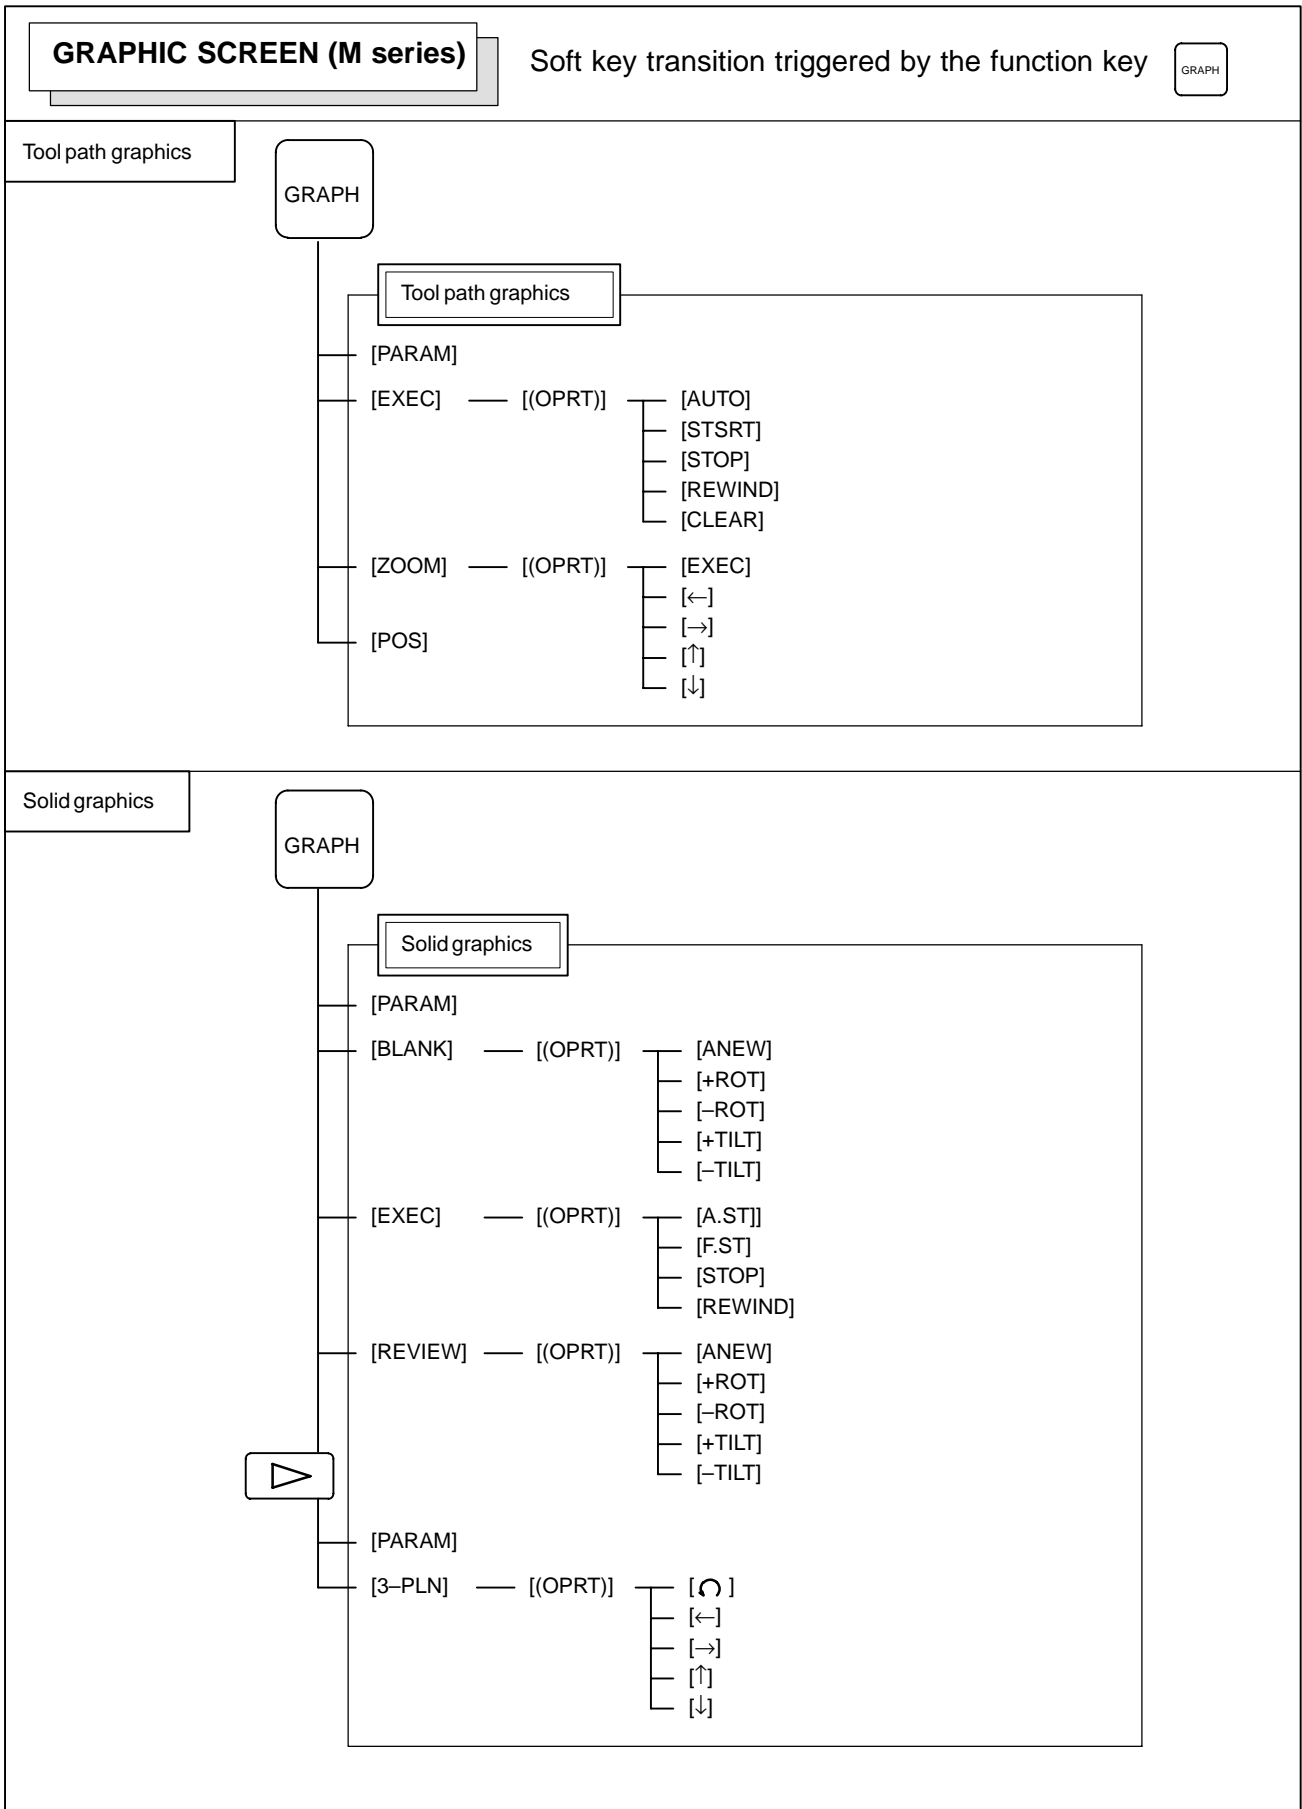 GRAPHIC SCREEN (M series) Soft key transition triggered by the function key GRAPH
Tool path graphics
GRAPH
Tool path graphics
[PARAM]
[EXEC] [(OPRT)] [AUTO]
[STSRT]
[STOP]
[REWIND]
[CLEAR]
[ZOOM] [(OPRT)] [EXEC]
[←]
[→]
[POS]
[↑]
[↓]
Solid graphics
GRAPH
Solid graphics
[PARAM]
[BLANK] [(OPRT)] [ANEW]
[+ROT]
[–ROT]
[+TILT]
[–TILT]
[EXEC] [(OPRT)] [A.ST]]
[F.ST]
[STOP]
[REWIND]
[REVIEW] [(OPRT)] [ANEW]
[+ROT]
[–ROT]
[+TILT]
[–TILT]
[PARAM]
[3–PLN] [(OPRT)] [ ]
[←]
[→]
[↑]
[↓]